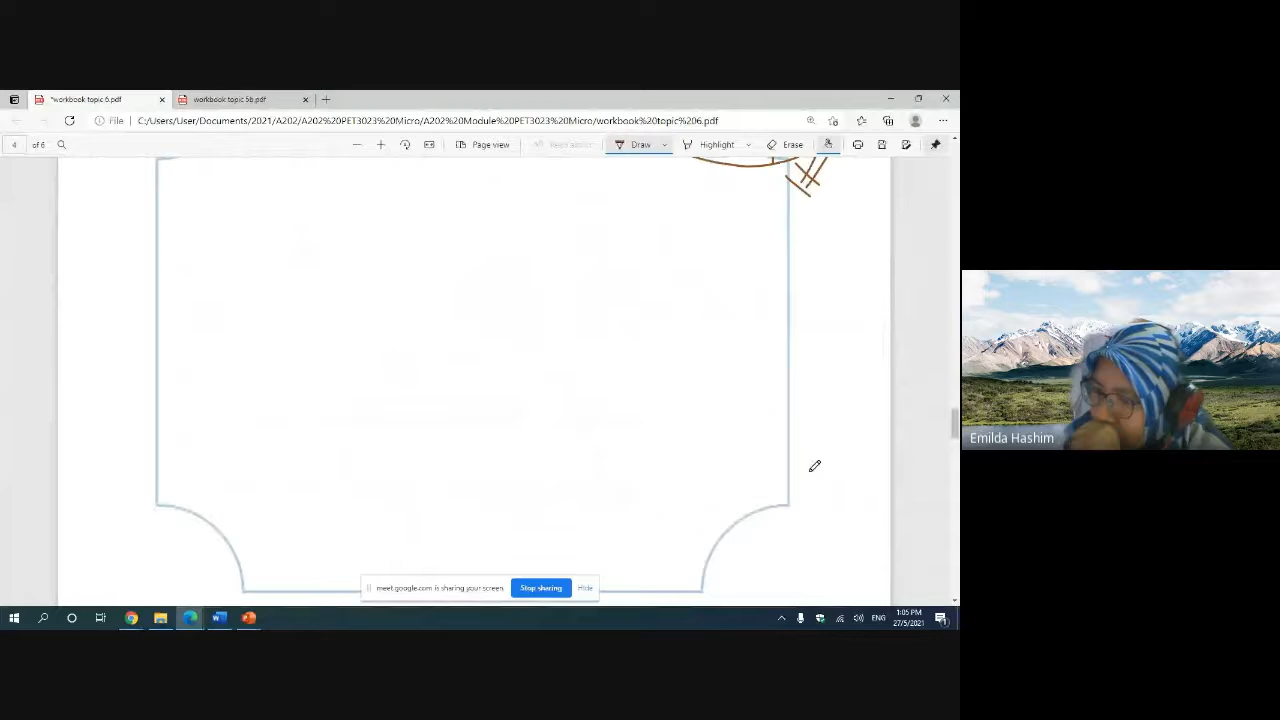 *workbook topic 6.pdf
workbook topic 5b.pdf
File
C:/Users/User/Documents/2021/A202/A202%20PET3023%20Micro/A202%20Module%20PET3023%20Micro/workbook%20topic%206.pdf
4 of 6
Page view
Draw
Highlight
Erase
Emilda Hashim
meet.google.com is sharing your screen.
Stop sharing
Hide
ENG
1:05 PM
27/5/2021